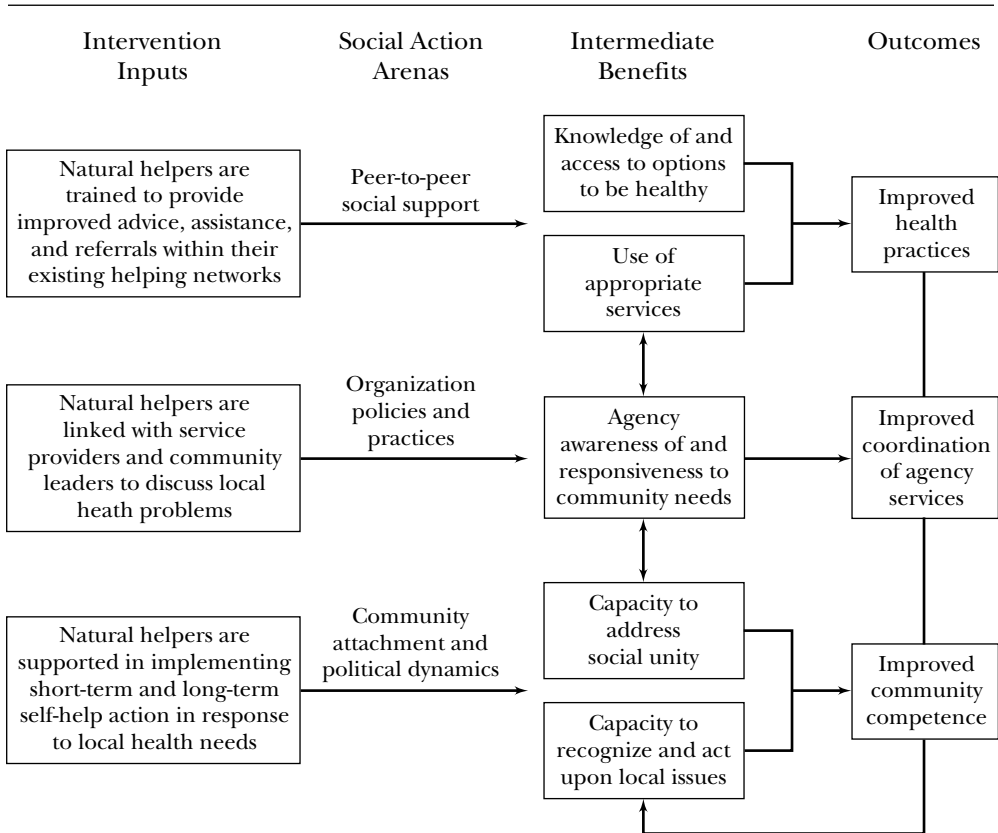 Intervention
Inputs
Social Action
Arenas
Intermediate
Benefits
Outcomes
Natural helpers are
trained to provide
improved advice, assistance,
and referrals within their
existing helping networks
Peer-to-peer
social support
Knowledge of and
access to options
to be healthy
Use of
appropriate
services
Improved
health
practices
Natural helpers are
linked with service
providers and community
leaders to discuss local
heath problems
Organization
policies and
practices
Agency
awareness of and
responsiveness to
community needs
Improved
coordination
of agency
services
Natural helpers are
supported in implementing
short-term and long-term
self-help action in response
to local health needs
Community
attachment and
political dynamics
Capacity to
address
social unity
Capacity to
recognize and act
upon local issues
Improved
community
competence